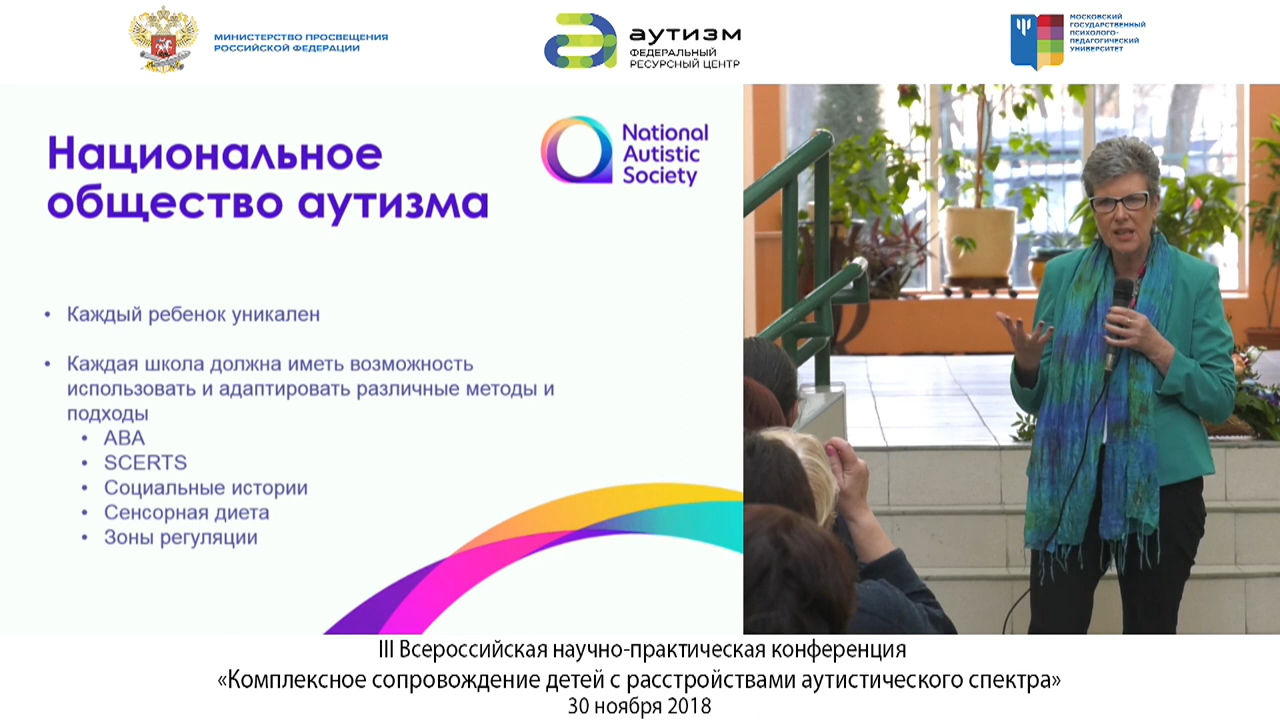 МИНИСТЕРСТВО ПРОСВЕЩЕНИЯ
РОССИЙСКОЙ ФЕДЕРАЦИИ
аутизм
ФЕДЕРАЛЬНЫЙ
РЕСУРСНЫЙ ЦЕНТР
МОСКОВСКИЙ
ГОСУДАРСТВЕННЫЙ
ПСИХОЛОГО-
ПЕДАГОГИЧЕСКИЙ
УНИВЕРСИТЕТ
Национальное
общество аутизма
National
Autistic
Society
• Каждый ребенок уникален
• Каждая школа должна иметь возможность
использовать и адаптировать различные методы и
подходы
• ABA
• SCERTS
• Социальные истории
• Сенсорная диета
• Зоны регуляции
III Всероссийская научно-практическая конференция
«Комплексное сопровождение детей с расстройствами аутистического спектра»
30 ноября 2018